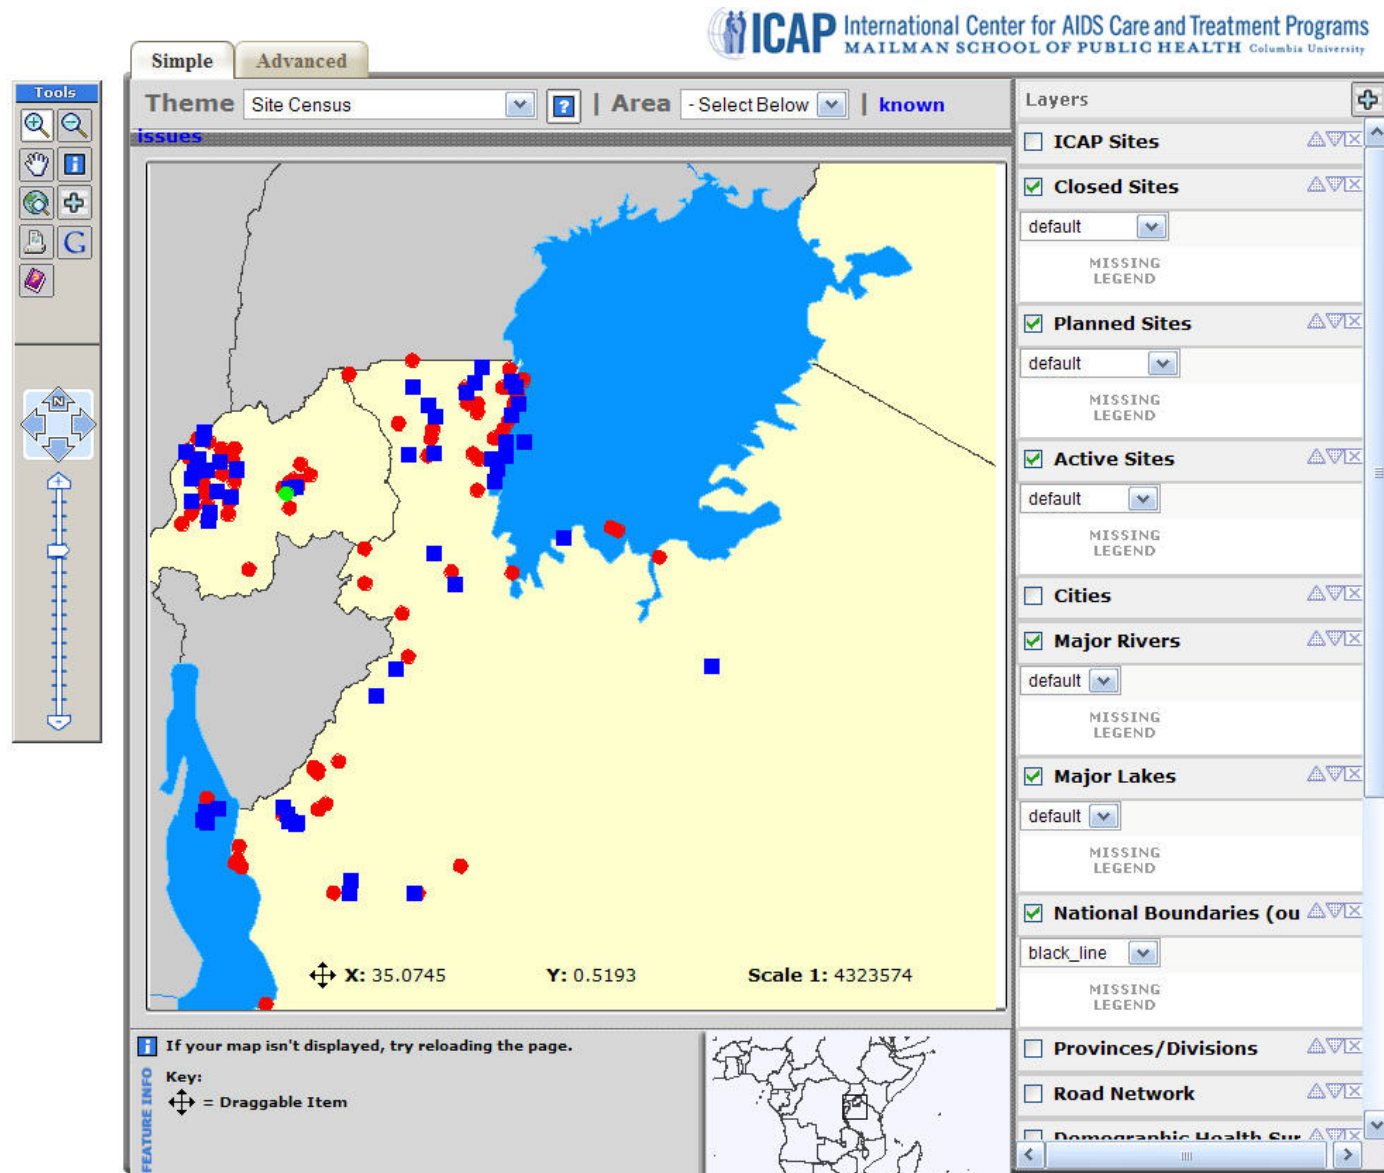 ICAP International Center for AIDS Care and Treatment Programs
MAILMAN SCHOOL OF PUBLIC HEALTH Columbia University
Simple
Advanced
Tools
Theme Site Census ? | Area - Select Below | known
issues
i
G
?
N
Layers
ICAP Sites
Closed Sites
default
MISSING
LEGEND
Planned Sites
default
MISSING
LEGEND
Active Sites
default
MISSING
LEGEND
Cities
Major Rivers
default
MISSING
LEGEND
Major Lakes
default
MISSING
LEGEND
National Boundaries (ou
black_line
MISSING
LEGEND
Provinces/Divisions
Road Network
Demographic Health Sur
X: 35.0745 Y: 0.5193 Scale 1: 4323574
i If your map isn't displayed, try reloading the page.
FEATURE INFO
Key:
= Draggable Item